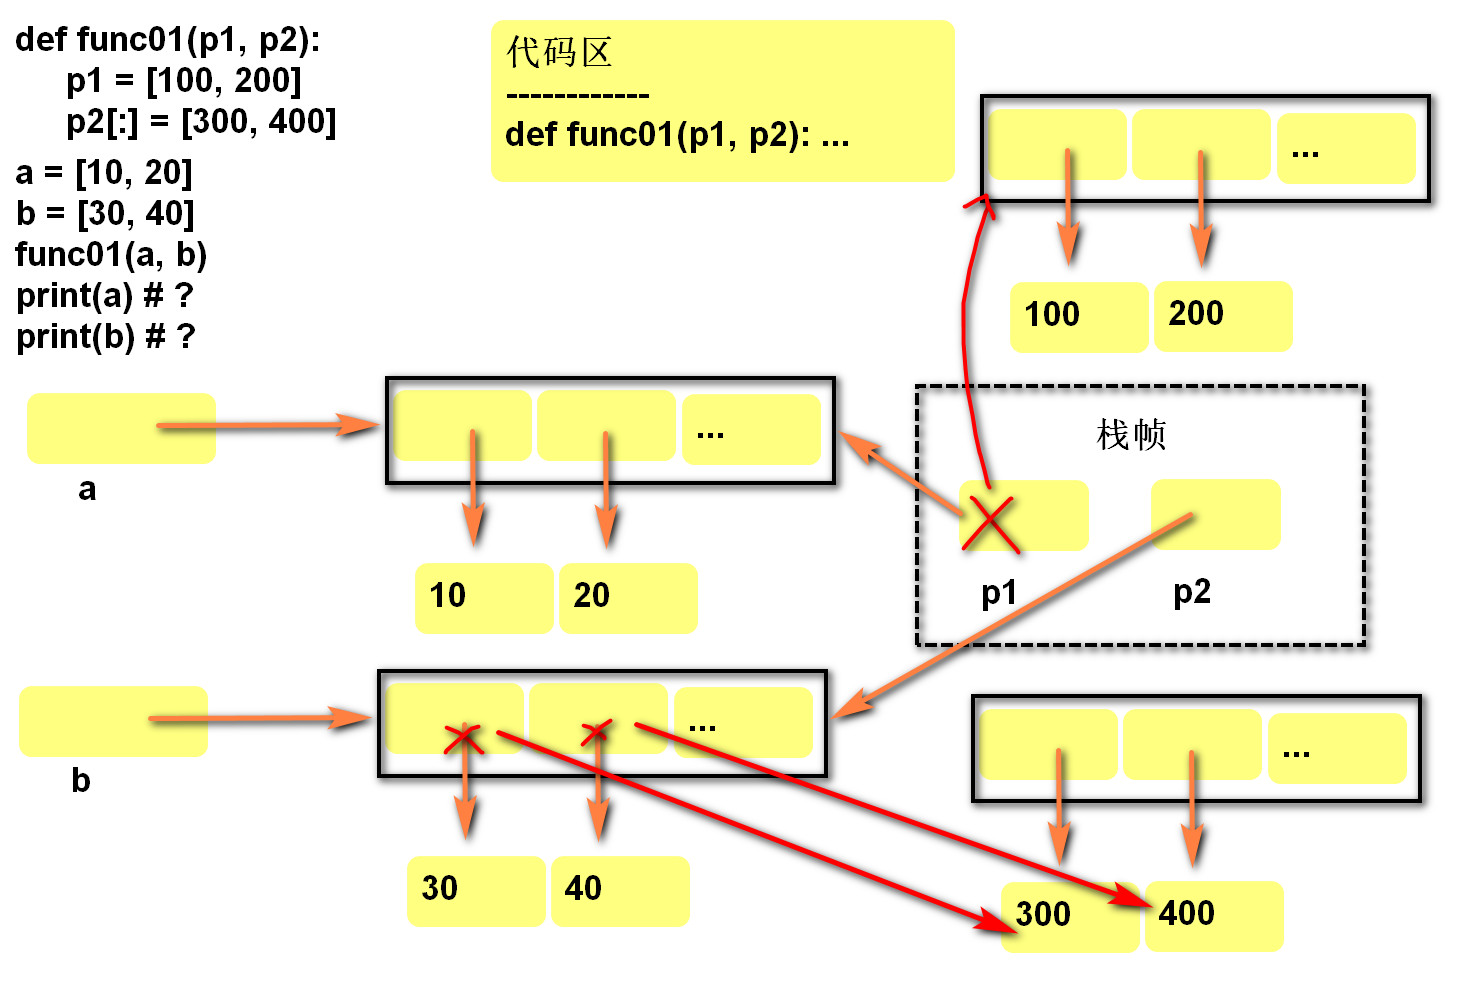 def func01(p1, p2):
p1 = [100, 200]
p2[:] = [300, 400]
a = [10, 20]
b = [30, 40]
func01(a, b)
print(a) # ?
print(b) # ?
代码区
------------
def func01(p1, p2): ...
...
100
200
a
...
10
20
栈帧
p1
p2
b
...
30
40
...
300
400